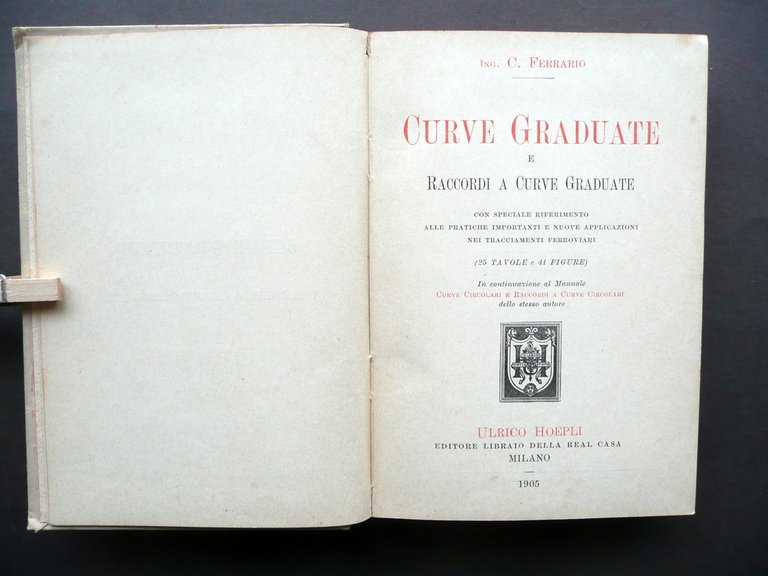 Ing. C. Ferrario
Curve Graduate
E
Raccordi a Curve Graduate
CON SPECIALE RIFERIMENTO
ALLE PRATICHE IMPORTANTI E NUOVE APPLICAZIONI
NEI TRACCIAMENTI FERROVIARI
(25 TAVOLE e 41 FIGURE)
In continuazione al Manuale
Curve Circolari e Raccordi a Curve Circolari
dello stesso autore
Ulrico Hoepli
EDITORE LIBRAIO DELLA REAL CASA
MILANO
1905